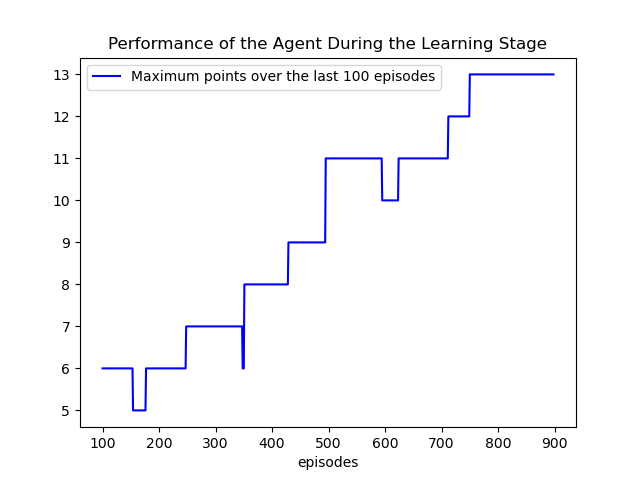 Performance of the Agent During the Learning Stage
Maximum points over the last 100 episodes
13
12
11
10
9
8
7
6
5
100 200 300 400 500 600 700 800 900
episodes